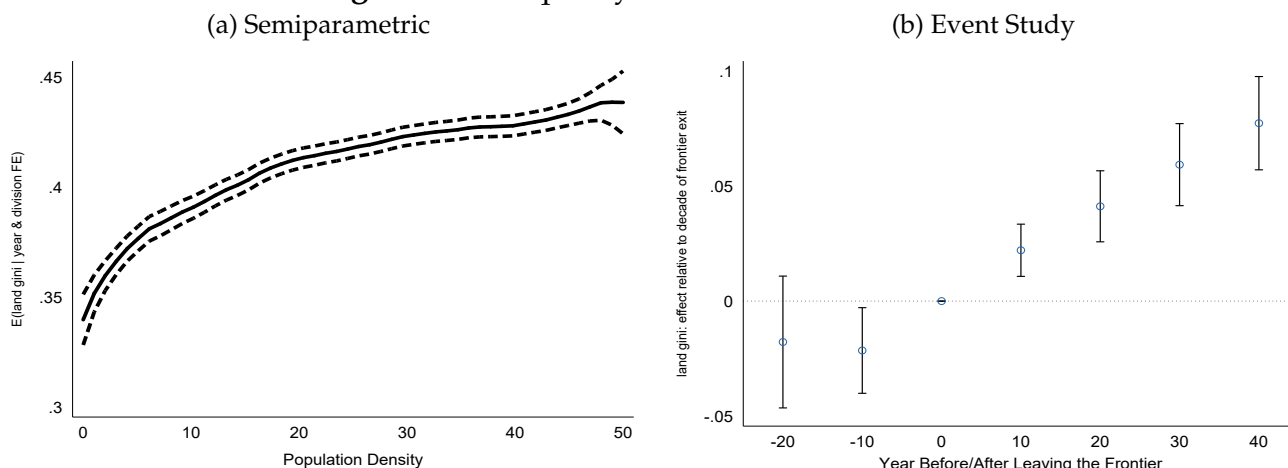 (a) Semiparametric
(b) Event Study
E(land gini | year & division FE)
.45
.4
.35
.3
0 10 20 30 40 50
Population Density
land gini: effect relative to decade of frontier exit
.1
.05
0
-.05
-20 -10 0 10 20 30 40
Year Before/After Leaving the Frontier